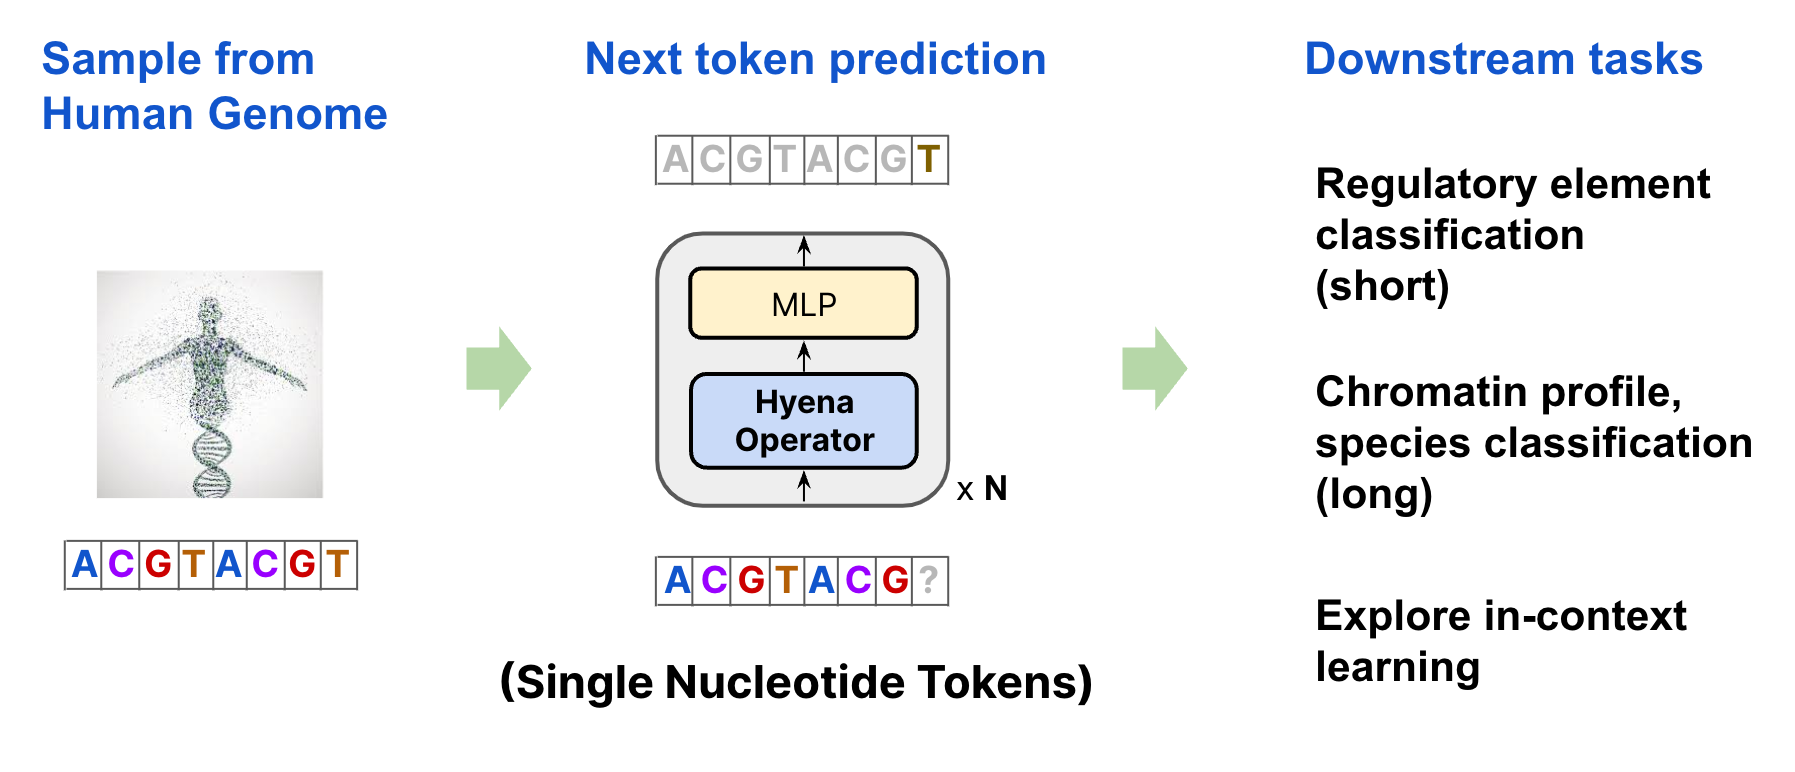 Sample from
Human Genome
A C G T A C G T
Next token prediction
A C G T A C G T
MLP
Hyena
Operator
x N
A C G T A C G ?
(Single Nucleotide Tokens)
Downstream tasks
Regulatory element
classification
(short)
Chromatin profile,
species classification
(long)
Explore in-context
learning